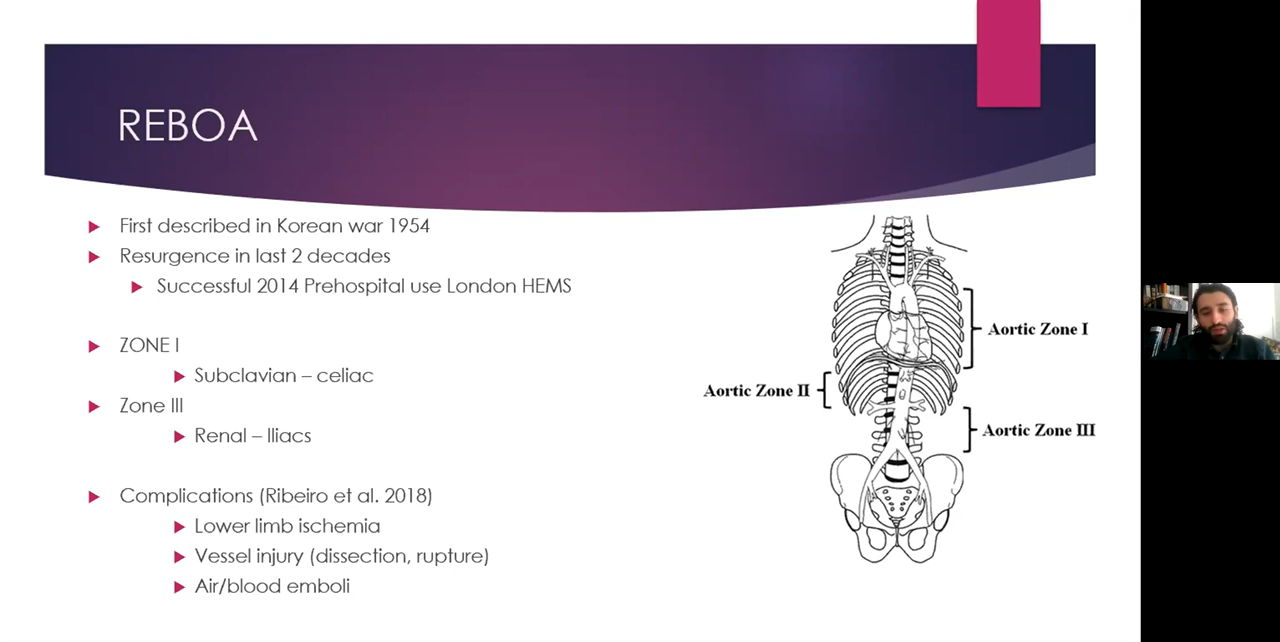 REBOA
First described in Korean war 1954
Resurgence in last 2 decades
Successful 2014 Prehospital use London HEMS
ZONE I
Subclavian – celiac
Zone III
Renal – Iliacs
Complications (Ribeiro et al. 2018)
Lower limb ischemia
Vessel injury (dissection, rupture)
Air/blood emboli
Aortic Zone I
Aortic Zone II
Aortic Zone III